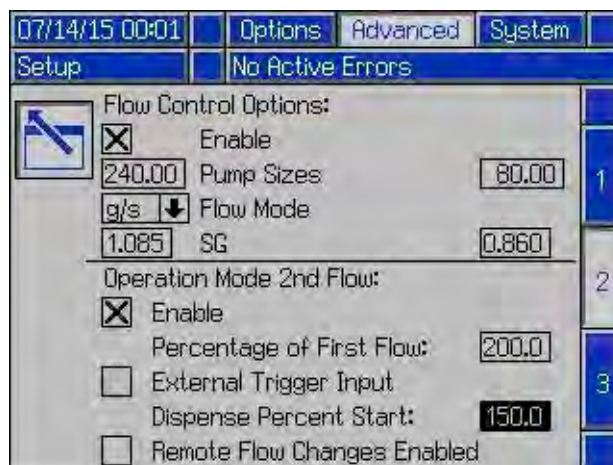 07/14/15 00:01 Options Advanced System
Setup No Active Errors
Flow Control Options:
Enable
240.00 Pump Sizes 80.00
g/s Flow Mode
1.085 SG 0.860
Operation Mode 2nd Flow:
Enable
Percentage of First Flow: 200.0
External Trigger Input
Dispense Percent Start: 150.0
Remote Flow Changes Enabled
1
2
3